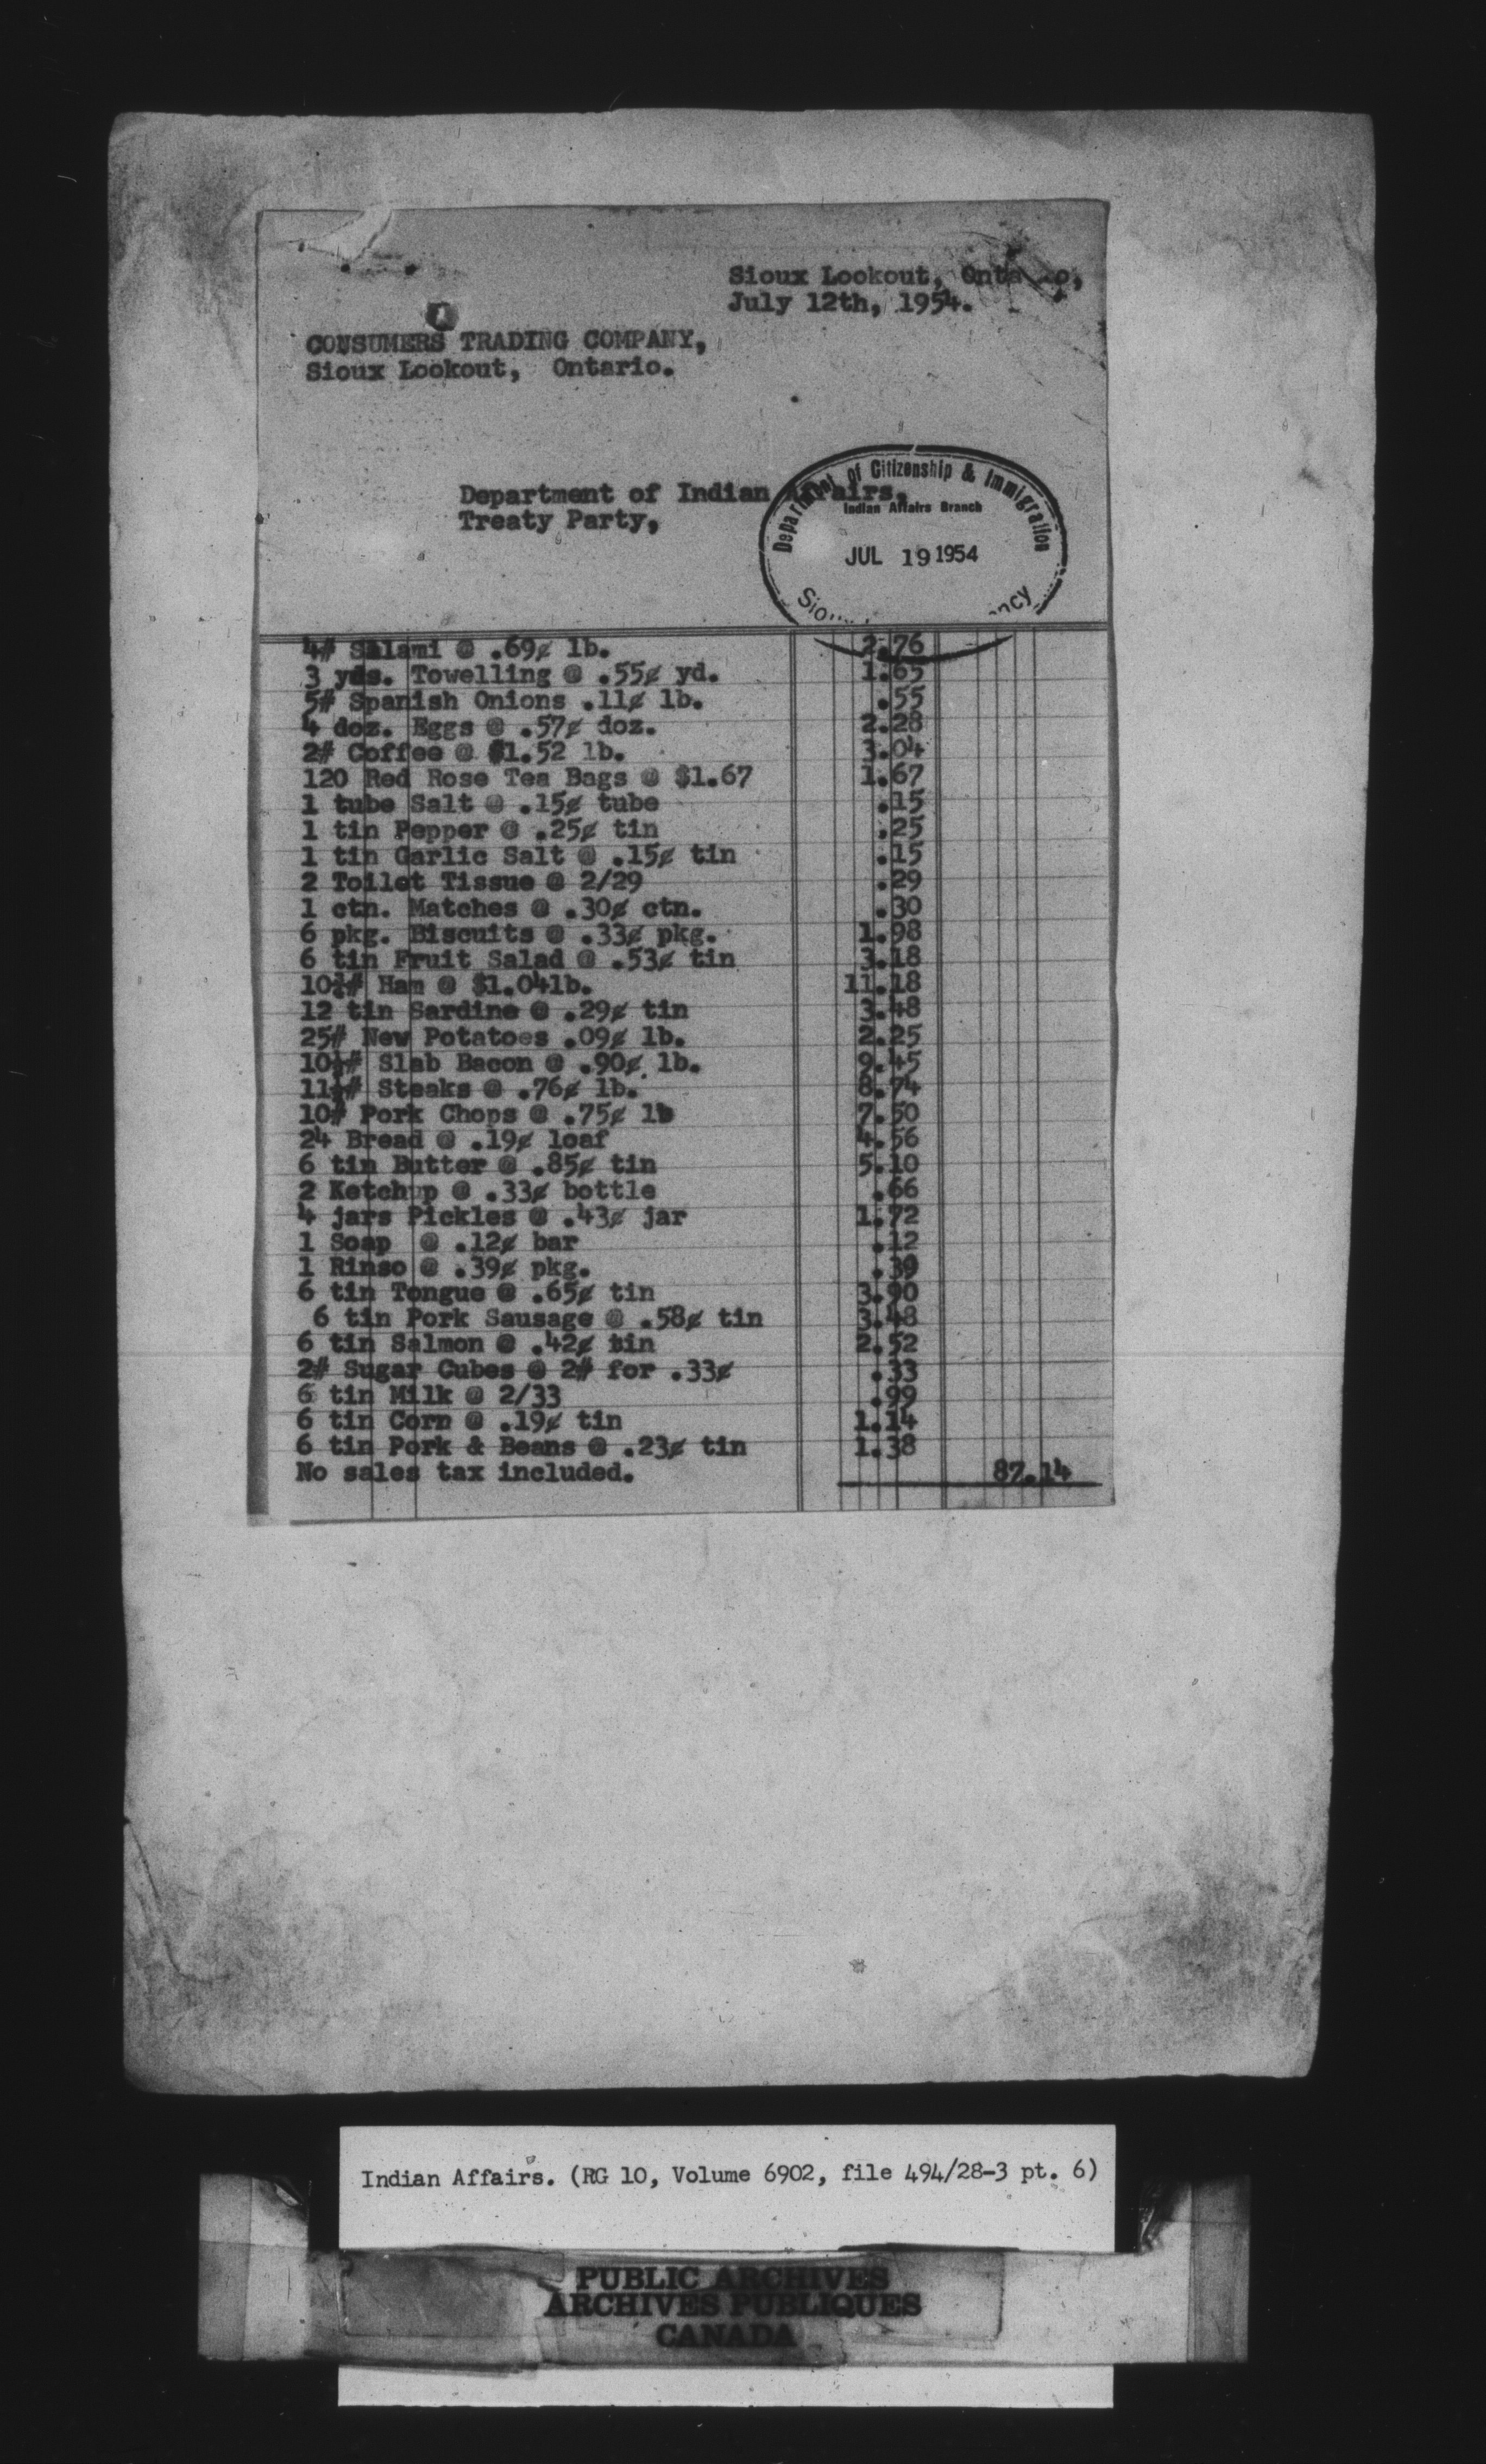 Sioux Lookout, Ontario,
July 12th, 1954.
CONSUMERS TRADING COMPANY,
Sioux Lookout, Ontario.
Department of Indian Affairs,
Treaty Party,
Department of Citizenship & Immigration
Indian Affairs Branch
JUL 19 1954
4# Salami @ .69¢ lb. 2.76
3 yds. Towelling @ .55¢ yd. 1.65
5# Spanish Onions .11¢ lb. .55
4 doz. Eggs @ .57¢ doz. 2.28
2# Coffee @ $1.52 lb. 3.04
120 Red Rose Tea Bags @ $1.67 1.67
1 tube Salt @ .15¢ tube .15
1 tin Pepper @ .25¢ tin .25
1 tin Garlic Salt @ .15¢ tin .15
2 Toilet Tissue @ 2/29 .29
1 ctn. Matches @ .30¢ ctn. .30
6 pkg. Biscuits @ .33¢ pkg. 1.98
6 tin Fruit Salad @ .53¢ tin 3.18
10¾# Ham @ $1.04lb. 11.18
12 tin Sardine @ .29¢ tin 3.48
25# New Potatoes .09¢ lb. 2.25
10½# Slab Bacon @ .90¢ lb. 9.45
11½# Steaks @ .76¢ lb. 8.74
10# Pork Chops @ .75¢ lb 7.50
24 Bread @ .19¢ loaf 4.56
6 tin Butter @ .85¢ tin 5.10
2 Ketchup @ .33¢ bottle .66
4 jars Pickles @ .43¢ jar 1.72
1 Soap @ .12¢ bar .12
1 Rinso @ .39¢ pkg. .39
6 tin Tongue @ .65¢ tin 3.90
6 tin Pork Sausage @ .58¢ tin 3.48
6 tin Salmon @ .42¢ tin 2.52
2# Sugar Cubes @ 2# for .33¢ .33
6 tin Milk @ 2/33 .99
6 tin Corn @ .19¢ tin 1.14
6 tin Pork & Beans @ .23¢ tin 1.38
No sales tax included. 87.14
Indian Affairs. (RG 10, Volume 6902, file 494/28-3 pt. 6)
PUBLIC ARCHIVES
ARCHIVES PUBLIQUES
CANADA